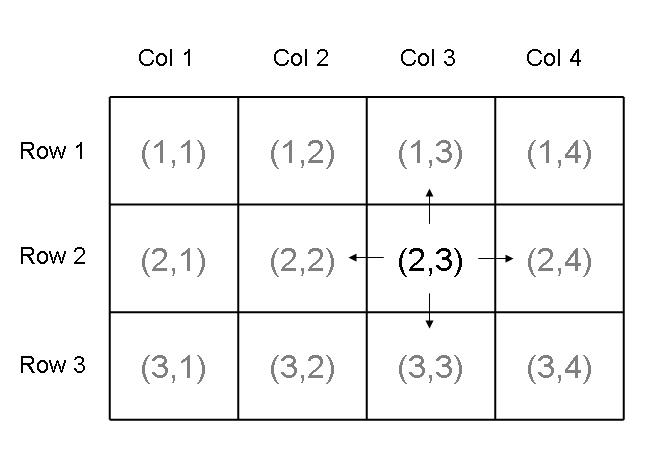 Col 1 Col 2 Col 3 Col 4
Row 1 (1,1) (1,2) (1,3) (1,4)
Row 2 (2,1) (2,2) (2,3) (2,4)
Row 3 (3,1) (3,2) (3,3) (3,4)